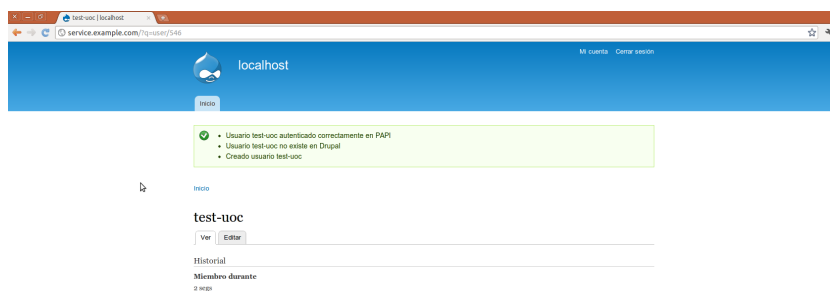 test-uoc | localhost
service.example.com/?q=user/546
Mi cuenta Cerrar sesión
localhost
Inicio
Usuario test-uoc autenticado correctamente en PAPI
Usuario test-uoc no existe en Drupal
Creado usuario test-uoc
Inicio
test-uoc
Ver Editar
Historial
Miembro durante
2 segs